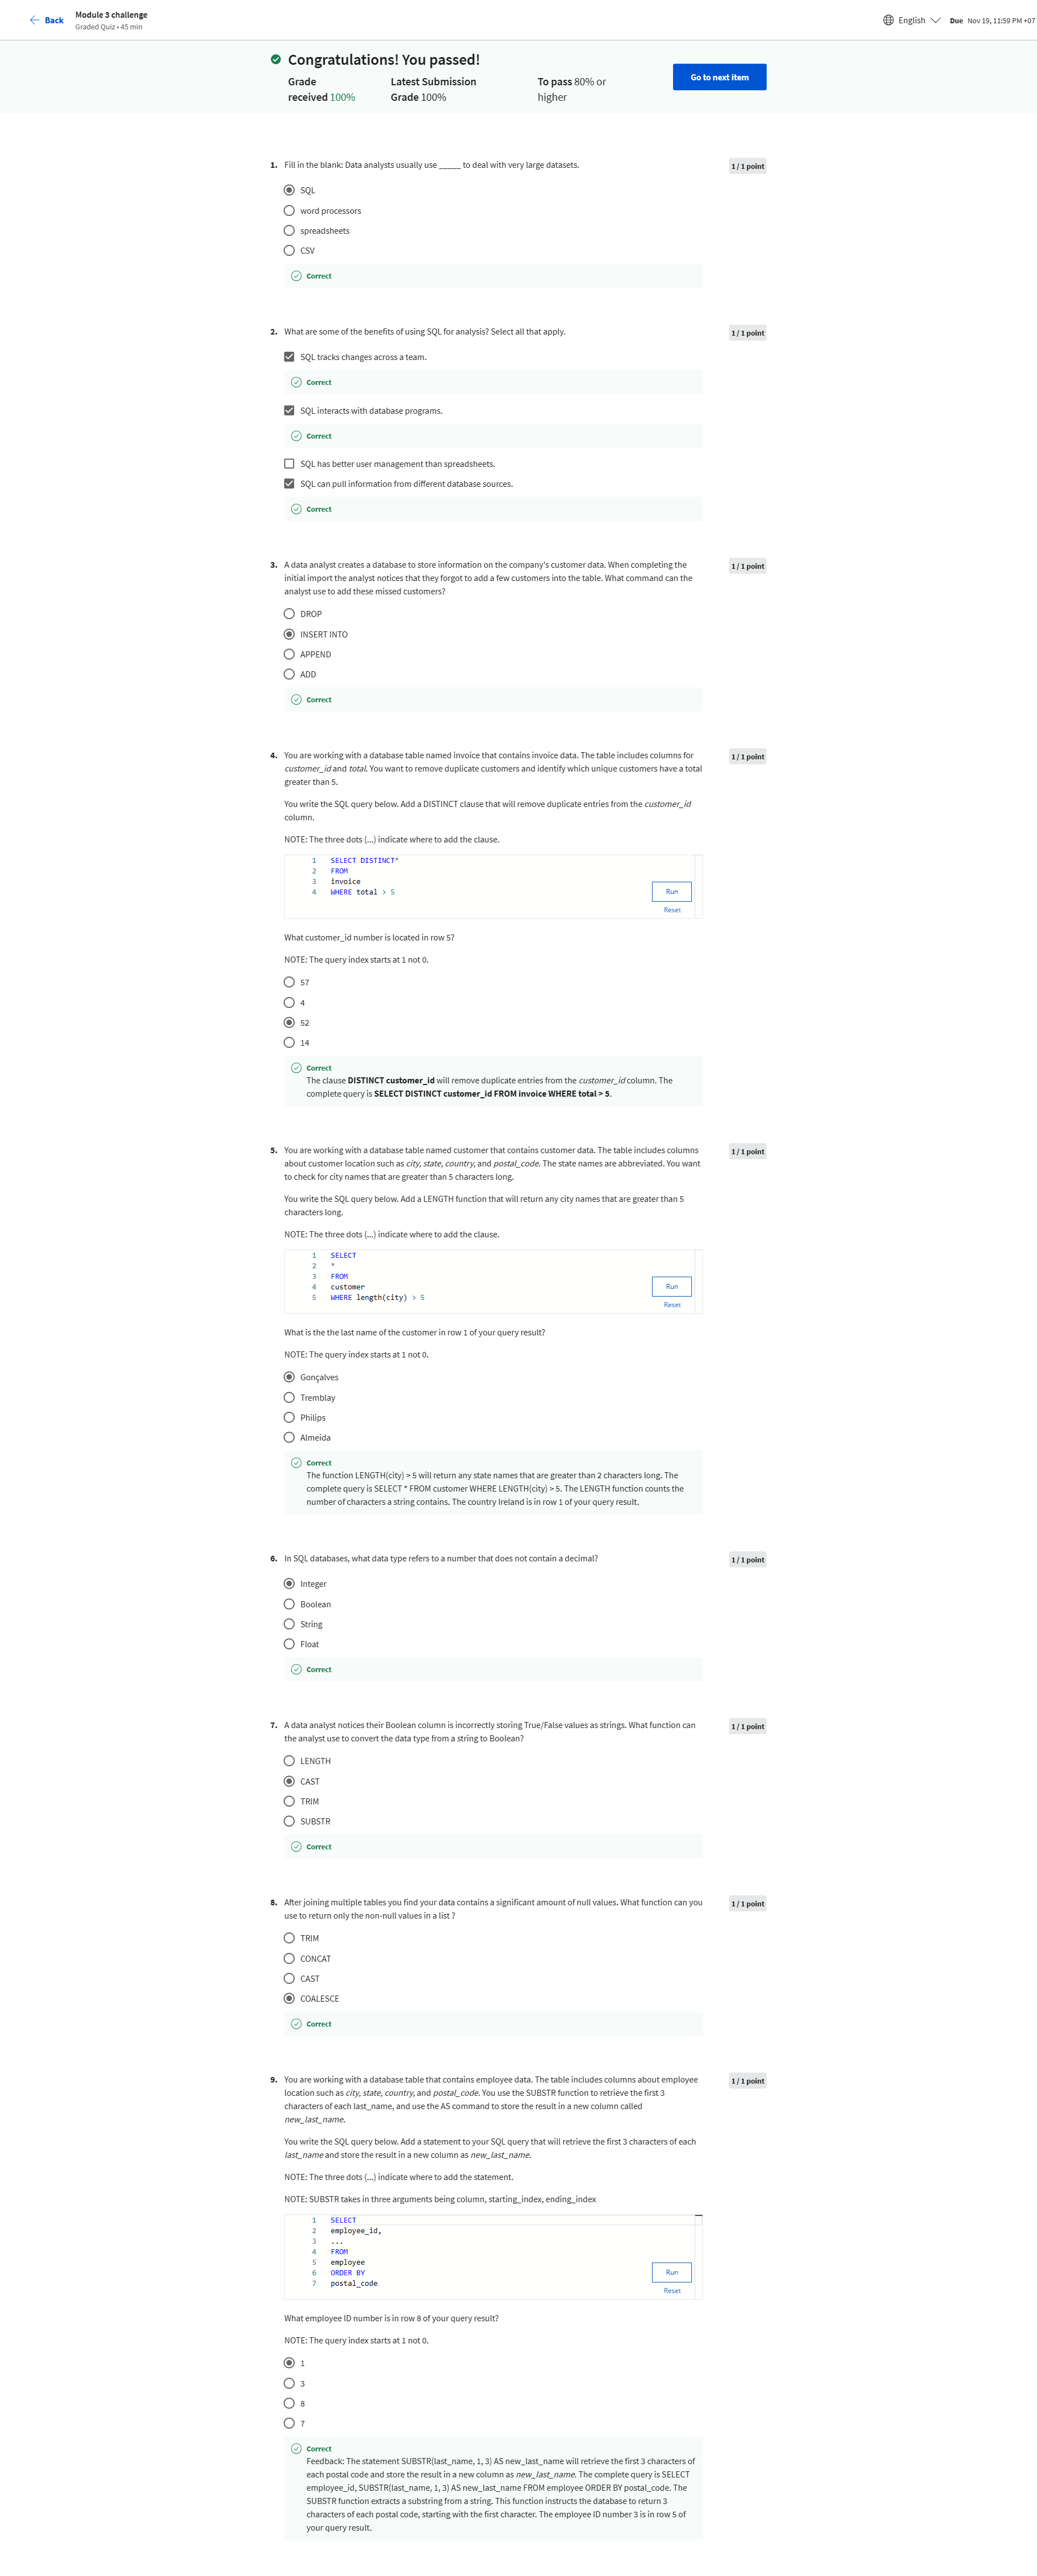 Back
Module 3 challenge
Graded Quiz • 45 min
English
Due Nov 19, 11:59 PM +07
Congratulations! You passed!
Grade
received 100%
Latest Submission
Grade 100%
To pass 80% or
higher
Go to next item
1. Fill in the blank: Data analysts usually use _____ to deal with very large datasets.
1 / 1 point
SQL
word processors
spreadsheets
CSV
Correct
2. What are some of the benefits of using SQL for analysis? Select all that apply.
1 / 1 point
SQL tracks changes across a team.
Correct
SQL interacts with database programs.
Correct
SQL has better user management than spreadsheets.
SQL can pull information from different database sources.
Correct
3. A data analyst creates a database to store information on the company's customer data. When completing the
initial import the analyst notices that they forgot to add a few customers into the table. What command can the
analyst use to add these missed customers?
1 / 1 point
DROP
INSERT INTO
APPEND
ADD
Correct
4. You are working with a database table named invoice that contains invoice data. The table includes columns for
customer_id and total. You want to remove duplicate customers and identify which unique customers have a total
greater than 5.
1 / 1 point
You write the SQL query below. Add a DISTINCT clause that will remove duplicate entries from the customer_id
column.
NOTE: The three dots (...) indicate where to add the clause.
1 SELECT DISTINCT*
2 FROM
3 invoice
4 WHERE total > 5
Run
Reset
What customer_id number is located in row 5?
NOTE: The query index starts at 1 not 0.
57
4
52
14
Correct
The clause DISTINCT customer_id will remove duplicate entries from the customer_id column. The
complete query is SELECT DISTINCT customer_id FROM invoice WHERE total > 5.
5. You are working with a database table named customer that contains customer data. The table includes columns
about customer location such as city, state, country, and postal_code. The state names are abbreviated. You want
to check for city names that are greater than 5 characters long.
1 / 1 point
You write the SQL query below. Add a LENGTH function that will return any city names that are greater than 5
characters long.
NOTE: The three dots (...) indicate where to add the clause.
1 SELECT
2 *
3 FROM
4 customer
5 WHERE length(city) > 5
Run
Reset
What is the the last name of the customer in row 1 of your query result?
NOTE: The query index starts at 1 not 0.
Gonçalves
Tremblay
Philips
Almeida
Correct
The function LENGTH(city) > 5 will return any state names that are greater than 2 characters long. The
complete query is SELECT * FROM customer WHERE LENGTH(city) > 5. The LENGTH function counts the
number of characters a string contains. The country Ireland is in row 1 of your query result.
6. In SQL databases, what data type refers to a number that does not contain a decimal?
1 / 1 point
Integer
Boolean
String
Float
Correct
7. A data analyst notices their Boolean column is incorrectly storing True/False values as strings. What function can
the analyst use to convert the data type from a string to Boolean?
1 / 1 point
LENGTH
CAST
TRIM
SUBSTR
Correct
8. After joining multiple tables you find your data contains a significant amount of null values. What function can you
use to return only the non-null values in a list ?
1 / 1 point
TRIM
CONCAT
CAST
COALESCE
Correct
9. You are working with a database table that contains employee data. The table includes columns about employee
location such as city, state, country, and postal_code. You use the SUBSTR function to retrieve the first 3
characters of each last_name, and use the AS command to store the result in a new column called
new_last_name.
1 / 1 point
You write the SQL query below. Add a statement to your SQL query that will retrieve the first 3 characters of each
last_name and store the result in a new column as new_last_name.
NOTE: The three dots (...) indicate where to add the statement.
NOTE: SUBSTR takes in three arguments being column, starting_index, ending_index
1 SELECT
2 employee_id,
3 ...
4 FROM
5 employee
6 ORDER BY
7 postal_code
Run
Reset
What employee ID number is in row 8 of your query result?
NOTE: The query index starts at 1 not 0.
1
3
8
7
Correct
Feedback: The statement SUBSTR(last_name, 1, 3) AS new_last_name will retrieve the first 3 characters of
each postal code and store the result in a new column as new_last_name. The complete query is SELECT
employee_id, SUBSTR(last_name, 1, 3) AS new_last_name FROM employee ORDER BY postal_code. The
SUBSTR function extracts a substring from a string. This function instructs the database to return 3
characters of each postal code, starting with the first character. The employee ID number 3 is in row 5 of
your query result.